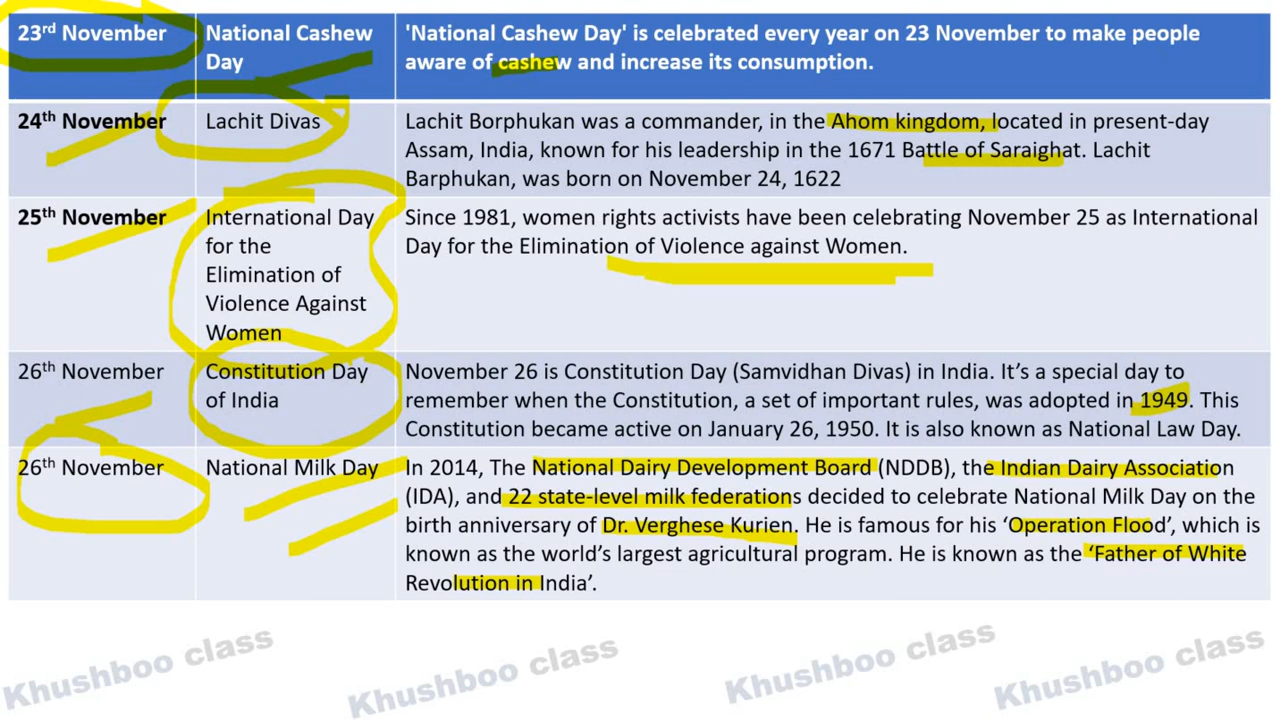 23rd November
National Cashew
Day
'National Cashew Day' is celebrated every year on 23 November to make people
aware of cashew and increase its consumption.
24th November
Lachit Divas
Lachit Borphukan was a commander, in the Ahom kingdom, located in present-day
Assam, India, known for his leadership in the 1671 Battle of Saraighat. Lachit
Barphukan, was born on November 24, 1622
25th November
International Day
for the
Elimination of
Violence Against
Women
Since 1981, women rights activists have been celebrating November 25 as International
Day for the Elimination of Violence against Women.
26th November
Constitution Day
of India
November 26 is Constitution Day (Samvidhan Divas) in India. It's a special day to
remember when the Constitution, a set of important rules, was adopted in 1949. This
Constitution became active on January 26, 1950. It is also known as National Law Day.
26th November
National Milk Day
In 2014, The National Dairy Development Board (NDDB), the Indian Dairy Association
(IDA), and 22 state-level milk federations decided to celebrate National Milk Day on the
birth anniversary of Dr. Verghese Kurien. He is famous for his ‘Operation Flood’, which is
known as the world’s largest agricultural program. He is known as the ‘Father of White
Revolution in India’.
Khushboo class
Khushboo class
Khushboo class
Khushboo class